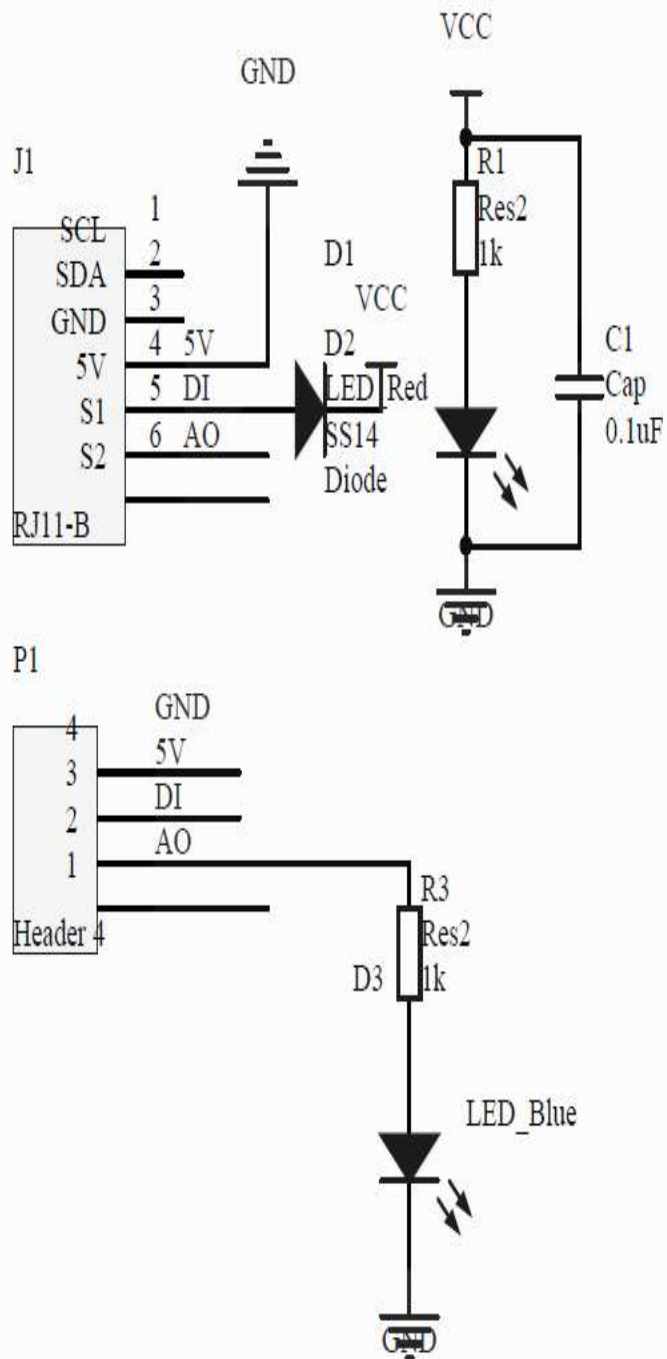 VCC
GND
J1
R1
SCL 1
Res2
2
D1
1k
SDA
VCC
3
GND
4 5V
D2
C1
5V
5 DI
LED_Red
Cap
S1
6 AO
SS14
0.1uF
S2
Diode
RJ11-B
GND
P1
GND
4
5V
3
DI
2
AO
1
R3
Header 4
Res2
D3
1k
LED_Blue
GND